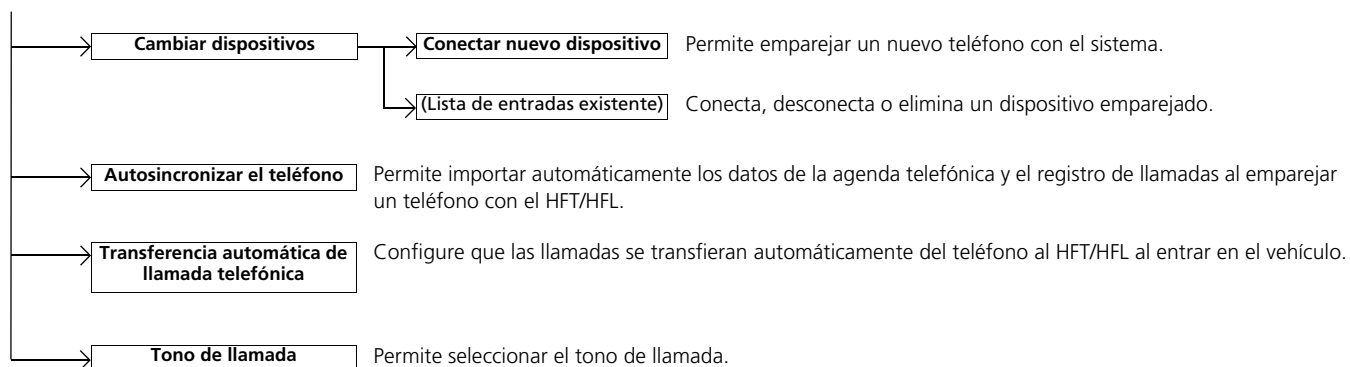 Cambiar dispositivos
Conectar nuevo dispositivo
Permite emparejar un nuevo teléfono con el sistema.
(Lista de entradas existente)
Conecta, desconecta o elimina un dispositivo emparejado.
Autosincronizar el teléfono
Permite importar automáticamente los datos de la agenda telefónica y el registro de llamadas al emparejar
un teléfono con el HFT/HFL.
Transferencia automática de
llamada telefónica
Configure que las llamadas se transfieran automáticamente del teléfono al HFT/HFL al entrar en el vehículo.
Tono de llamada
Permite seleccionar el tono de llamada.